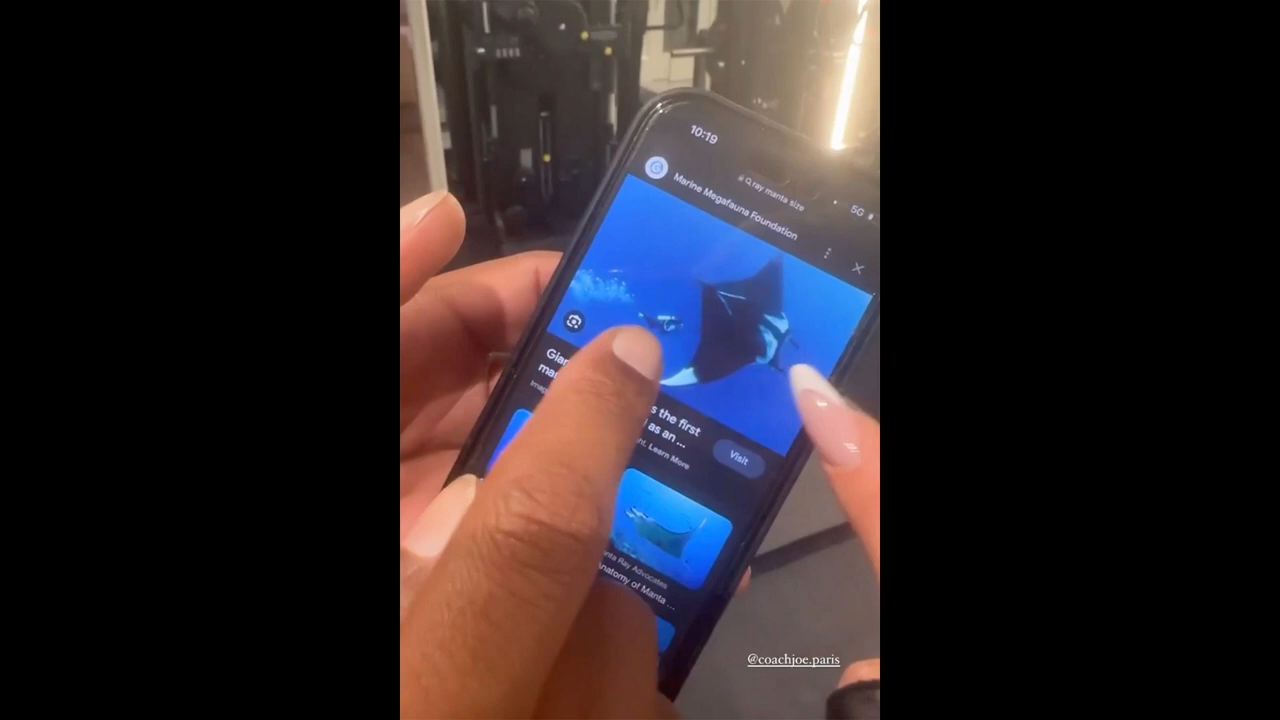 10:19
ray manta size
5G
Marine Megafauna Foundation
s the first
as an ...
Learn More
Visit
Manta Ray Advocates
Anatomy of Manta ...
@coachjoe.paris